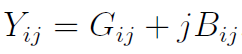 Y_{ij} = G_{ij} + jB_{ij}